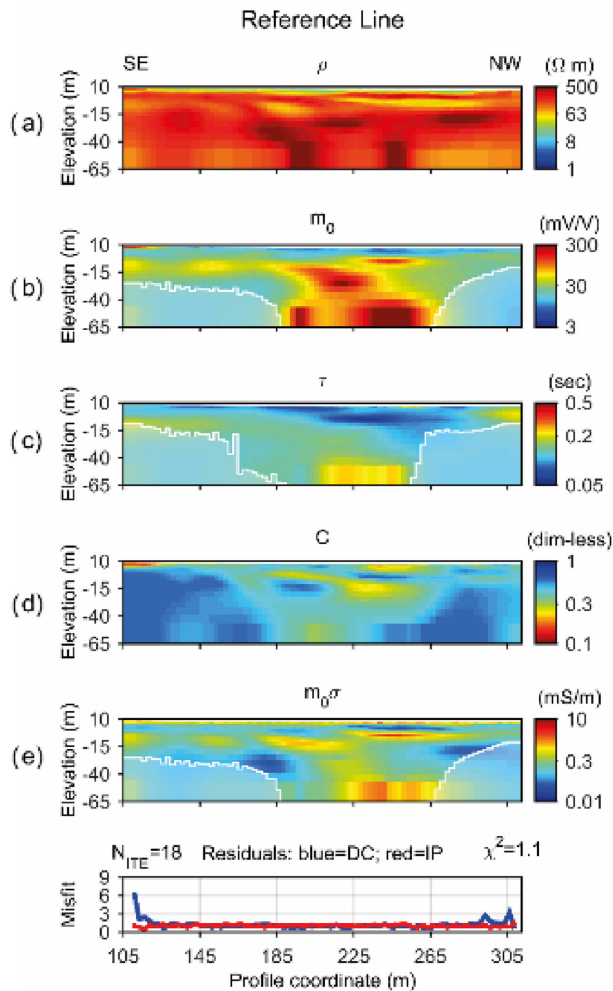 Reference Line
SE ρ NW (Ω m)
(a) Elevation (m) 10 -15 -40 -65 500 63 8 1
m₀ (mV/V)
(b) Elevation (m) 10 -15 -40 -65 300 30 3
τ (sec)
(c) Elevation (m) 10 -15 -40 -65 0.5 0.2 0.05
C (dim-less)
(d) Elevation (m) 10 -15 -40 -65 1 0.3 0.1
m₀σ (mS/m)
(e) Elevation (m) 10 -15 -40 -65 10 0.3 0.01
N_ITE=18 Residuals: blue=DC; red=IP χ²=1.1
Misfit 9 6 3 0
105 145 185 225 265 305
Profile coordinate (m)